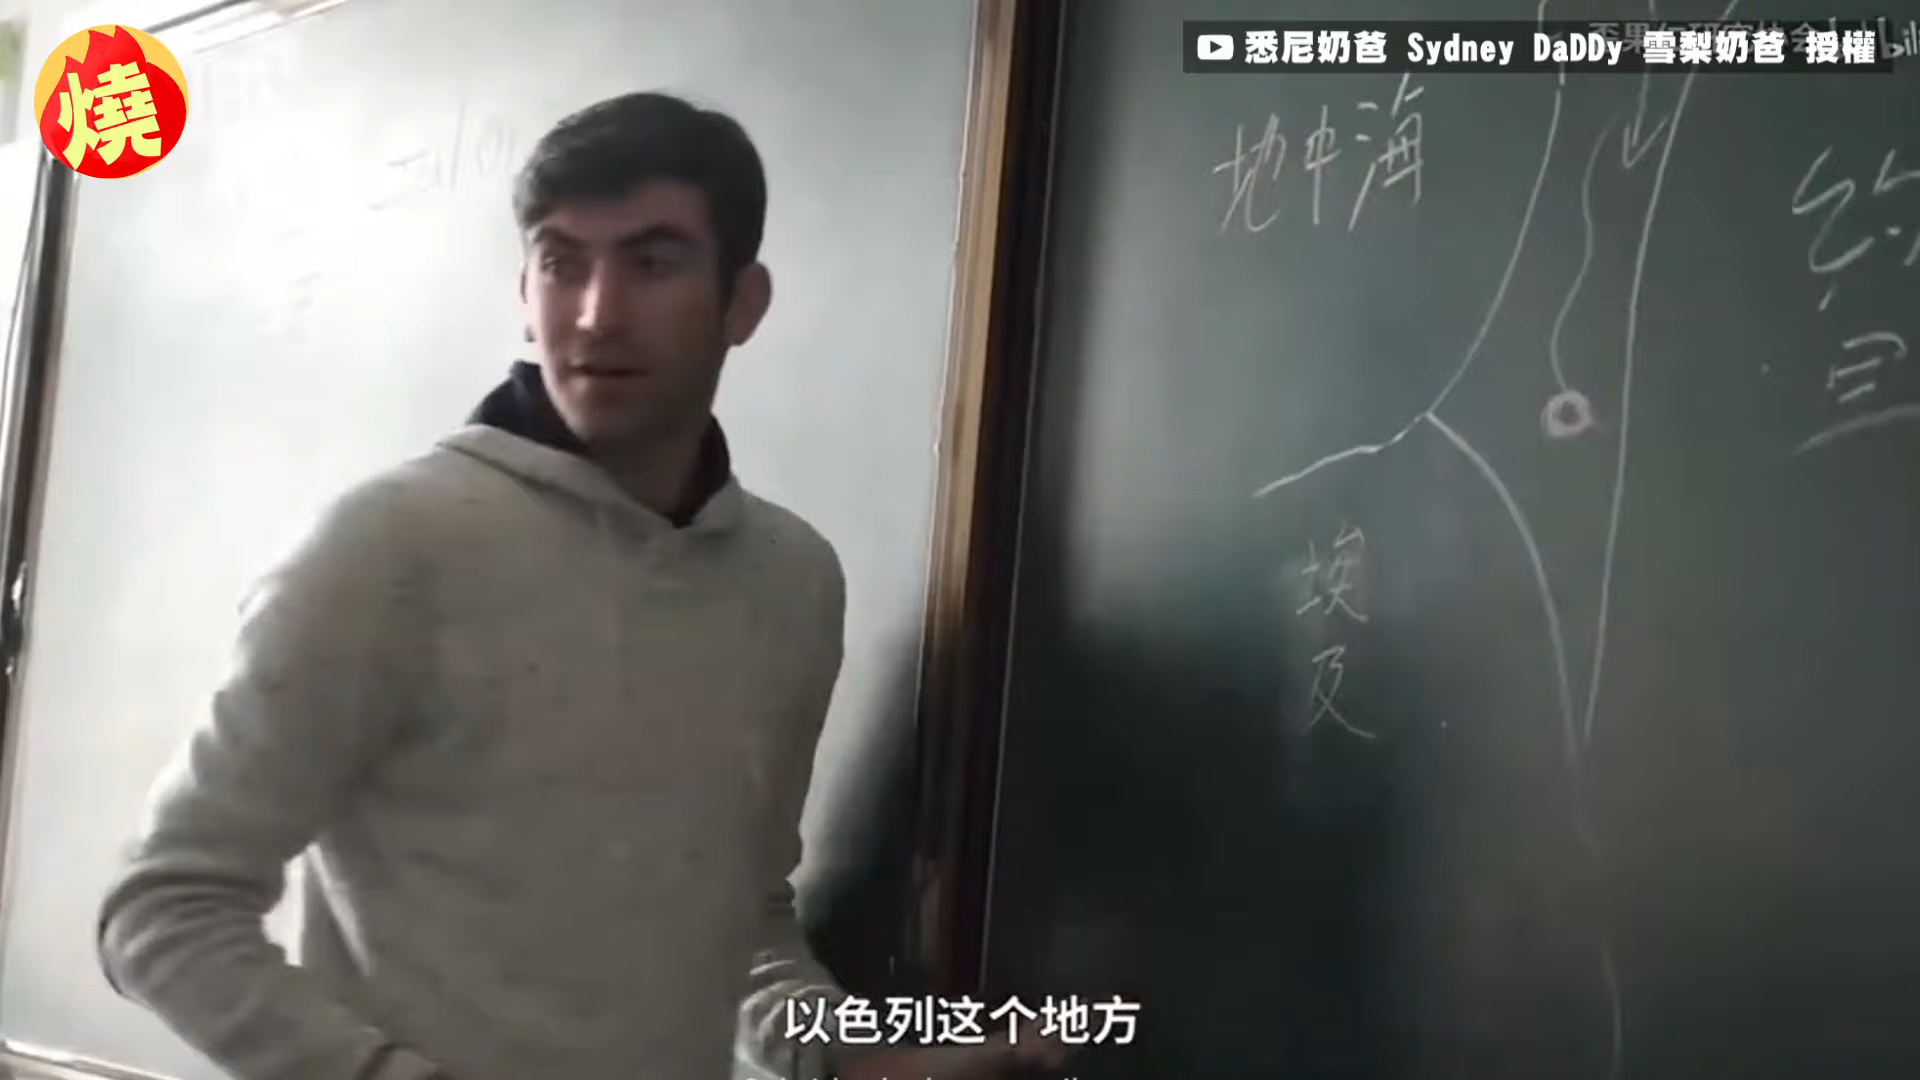 燒
悉尼奶爸 Sydney DaDDy 雪梨奶爸 授權
地中海
埃
及
以色列这个地方